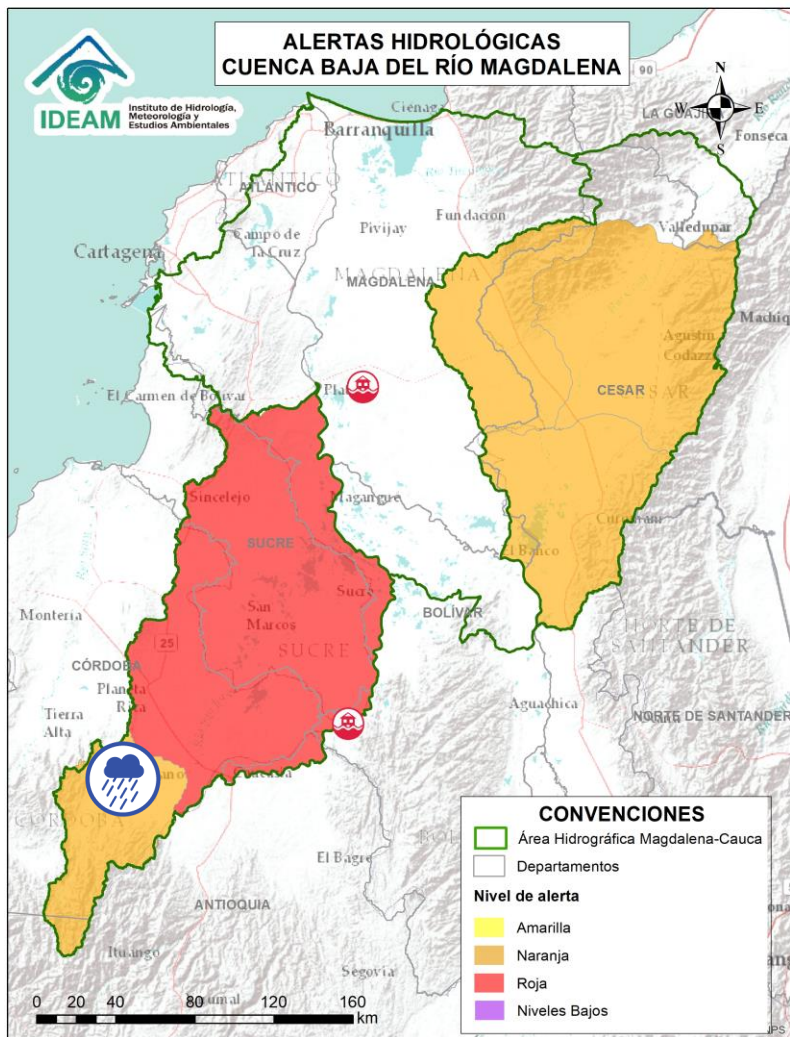 ALERTAS HIDROLÓGICAS
CUENCA BAJA DEL RÍO MAGDALENA
IDEAM
Instituto de Hidrología,
Meteorología y
Estudios Ambientales
N
W
E
S
90
LA GUAJIRA
Fonseca
Ciénaga
Barranquilla
ATLÁNTICO
Fundación
Pivijay
Valledupar
Campo de
la Cruz
Cartagena
MAGDALENA
MAGDALENA
Agustín
Codazzi
El Carmen de Bolívar
CESAR
Sincelejo
Magangué
SUCRE
El Banco
Sucre
BOLÍVAR
San
Marcos
Montería
SUCRE
NORTE DE
SANTANDER
25
CÓRDOBA
Planeta
Rica
Aguachica
Tierra
Alta
NORTE DE SANTANDER
CÓRDOBA
El Bagre
ANTIOQUIA
Ituango
Segovia
0 20 40 80 120 160
km
CONVENCIONES
Área Hidrográfica Magdalena-Cauca
Departamentos
Nivel de alerta
Amarilla
Naranja
Roja
Niveles Bajos